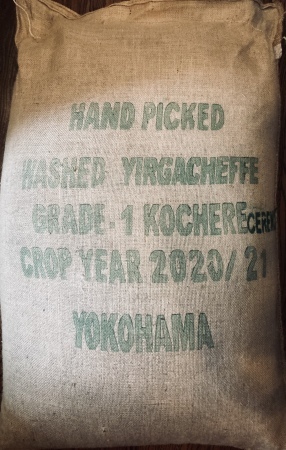 HAND PICKED
WASHED YIRGACHEFFE
GRADE-1 KOCHERE
CROP YEAR 2020/21
YOKOHAMA